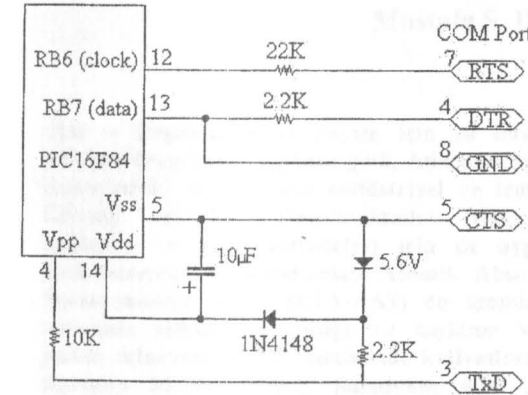 COM Port
RB6 (clock) 12 22K 7 RTS
RB7 (data) 13 2.2K 4 DTR
PIC16F84 8 GND
Vss 5 5 CTS
Vpp Vdd 10µF 5.6V
4 14 +
10K 1N4148 2.2K
3 TxD